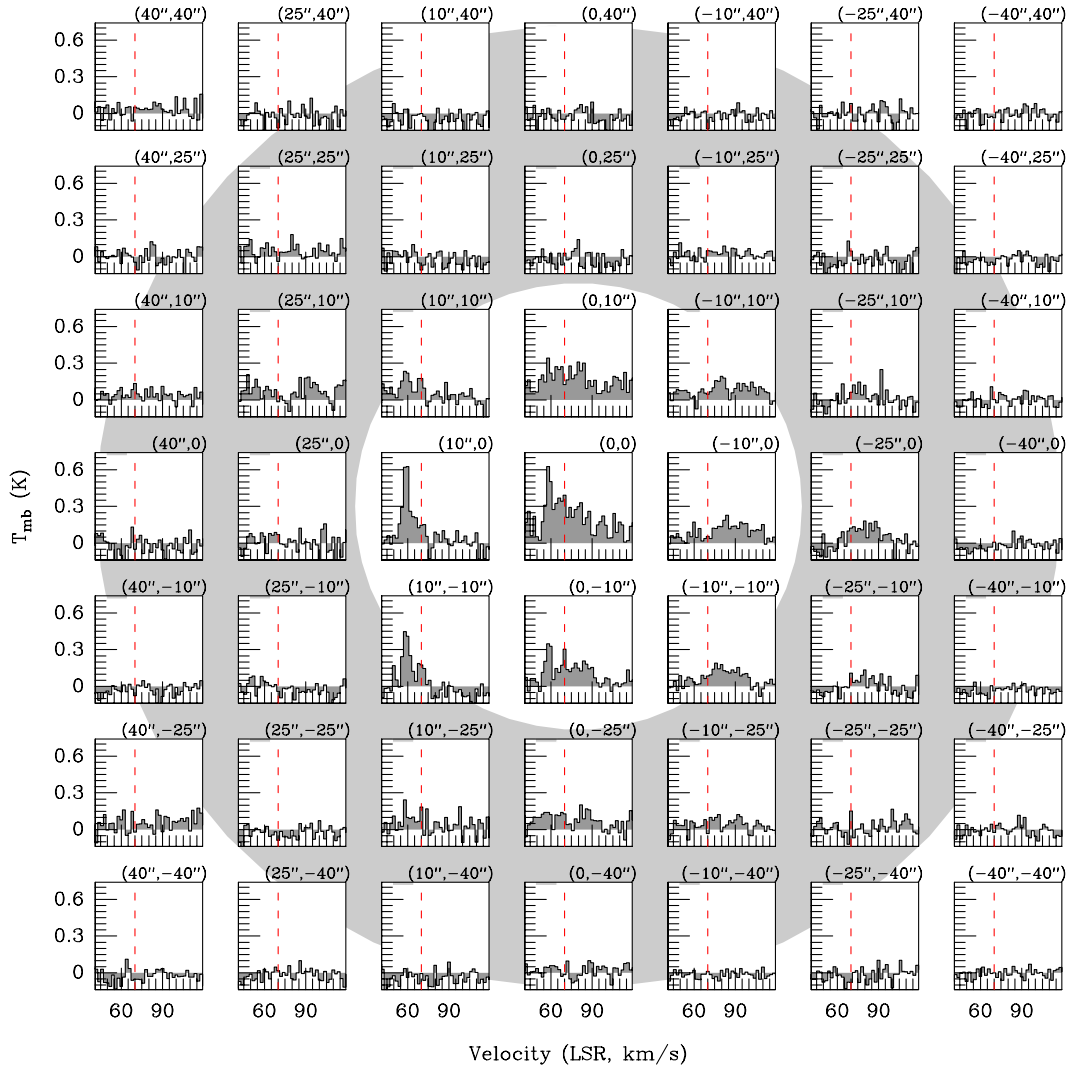 (40",40") (25",40") (10",40") (0,40") (−10",40") (−25",40") (−40",40")
0.6
0.3
0
(40",25") (25",25") (10",25") (0,25") (−10",25") (−25",25") (−40",25")
0.6
0.3
0
(40",10") (25",10") (10",10") (0,10") (−10",10") (−25",10") (−40",10")
0.6
0.3
0
(40",0) (25",0) (10",0) (0,0) (−10",0) (−25",0) (−40",0)
0.6
0.3
0
T_mb (K)
(40",−10") (25",−10") (10",−10") (0,−10") (−10",−10") (−25",−10") (−40",−10")
0.6
0.3
0
(40",−25") (25",−25") (10",−25") (0,−25") (−10",−25") (−25",−25") (−40",−25")
0.6
0.3
0
(40",−40") (25",−40") (10",−40") (0,−40") (−10",−40") (−25",−40") (−40",−40")
0.6
0.3
0
60 90 60 90 60 90 60 90 60 90 60 90 60 90
Velocity (LSR, km/s)